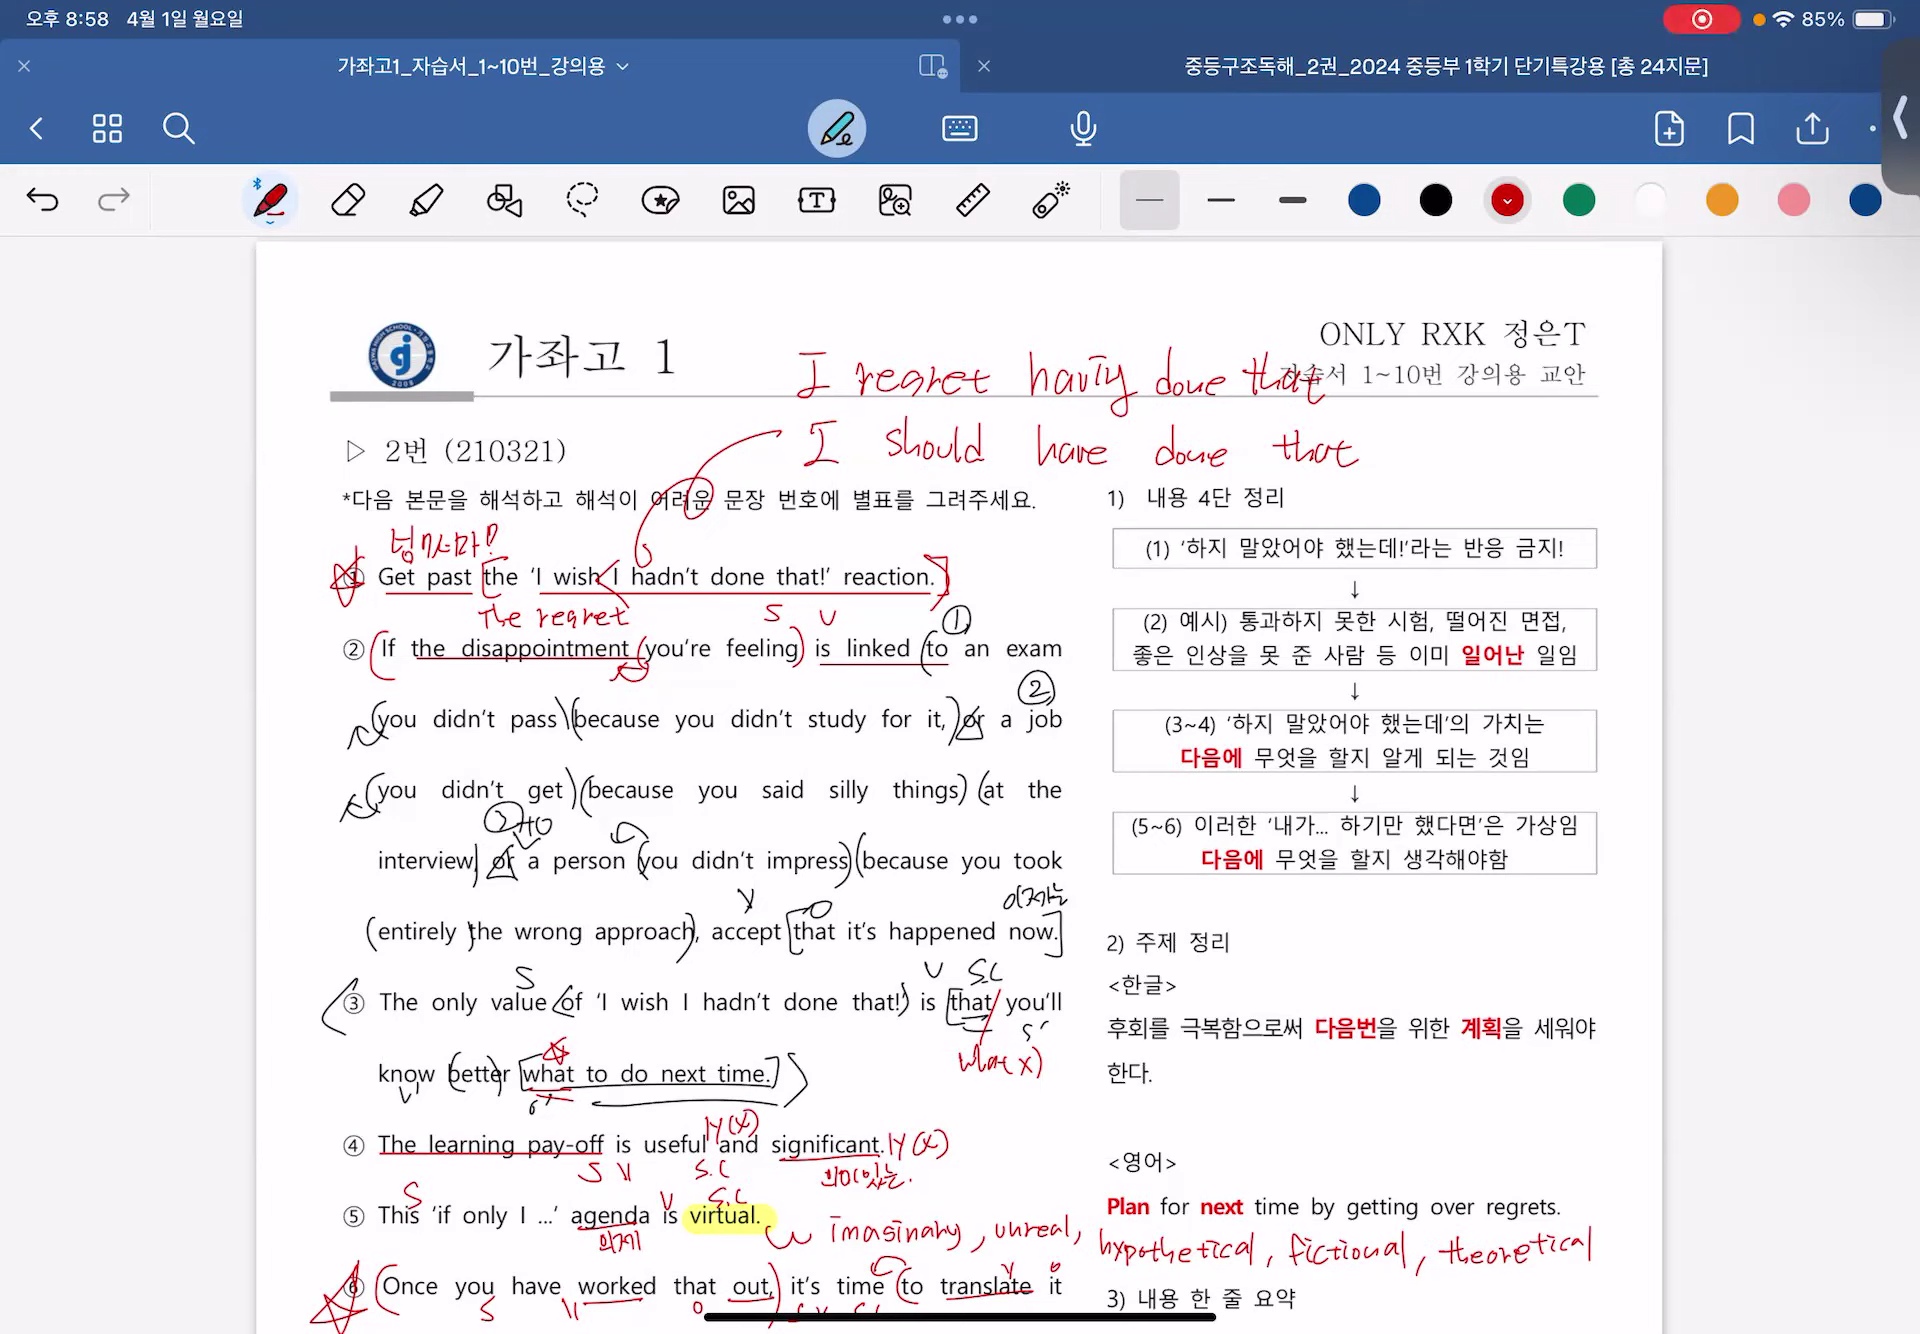 오후 8:58 4월 1일 월요일
85%
가좌고1_자습서_1~10번_강의용
중등구조독해_2권_2024 중등부 1학기 단기특강용 [총 24지문]
가좌고 1
ONLY RXK 정은T
자습서 1~10번 강의용 교안
I regret having done that
I should have done that
▷ 2번 (210321)
*다음 본문을 해석하고 해석이 어려운 문장 번호에 별표를 그려주세요.
① Get past the ‘I wish I hadn’t done that!’ reaction.
The regret S V
①
② If the disappointment you’re feeling is linked to an exam
②
you didn’t pass because you didn’t study for it, or a job
you didn’t get because you said silly things at the
③ to
interview, or a person you didn’t impress because you took
V O 이제는
entirely the wrong approach, accept that it’s happened now.
S V S.C
③ The only value of ‘I wish I hadn’t done that!’ is that you’ll
S'
what(x)
know better what to do next time.
V' O'
ly(x)
④ The learning pay-off is useful and significant. ly(x)
S V S.C 의미있는.
S V S.C
⑤ This ‘if only I ...’ agenda is virtual.
의제
imaginary, unreal, hypothetical, fictional, theoretical
V O
⑥ Once you have worked that out, it’s time to translate it
S V O
1) 내용 4단 정리
(1) ‘하지 말았어야 했는데!’라는 반응 금지!
↓
(2) 예시) 통과하지 못한 시험, 떨어진 면접,
좋은 인상을 못 준 사람 등 이미 일어난 일임
↓
(3~4) ‘하지 말았어야 했는데’의 가치는
다음에 무엇을 할지 알게 되는 것임
↓
(5~6) 이러한 ‘내가... 하기만 했다면’은 가상임
다음에 무엇을 할지 생각해야함
2) 주제 정리
<한글>
후회를 극복함으로써 다음번을 위한 계획을 세워야
한다.
<영어>
Plan for next time by getting over regrets.
3) 내용 한 줄 요약